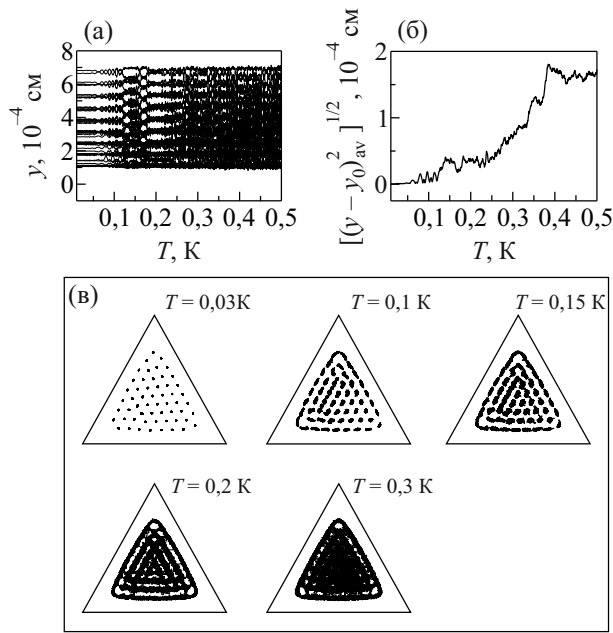 (а)
(б)
y, 10⁻⁴ см
8
6
4
2
0
0,1 0,2 0,3 0,4 0,5
T, К
[(y – y₀)²av]^1/2, 10⁻⁴ см
2
1
0
0,1 0,2 0,3 0,4 0,5
T, К
(в)
T = 0,03К
T = 0,1 К
T = 0,15 К
T = 0,2 К
T = 0,3 К